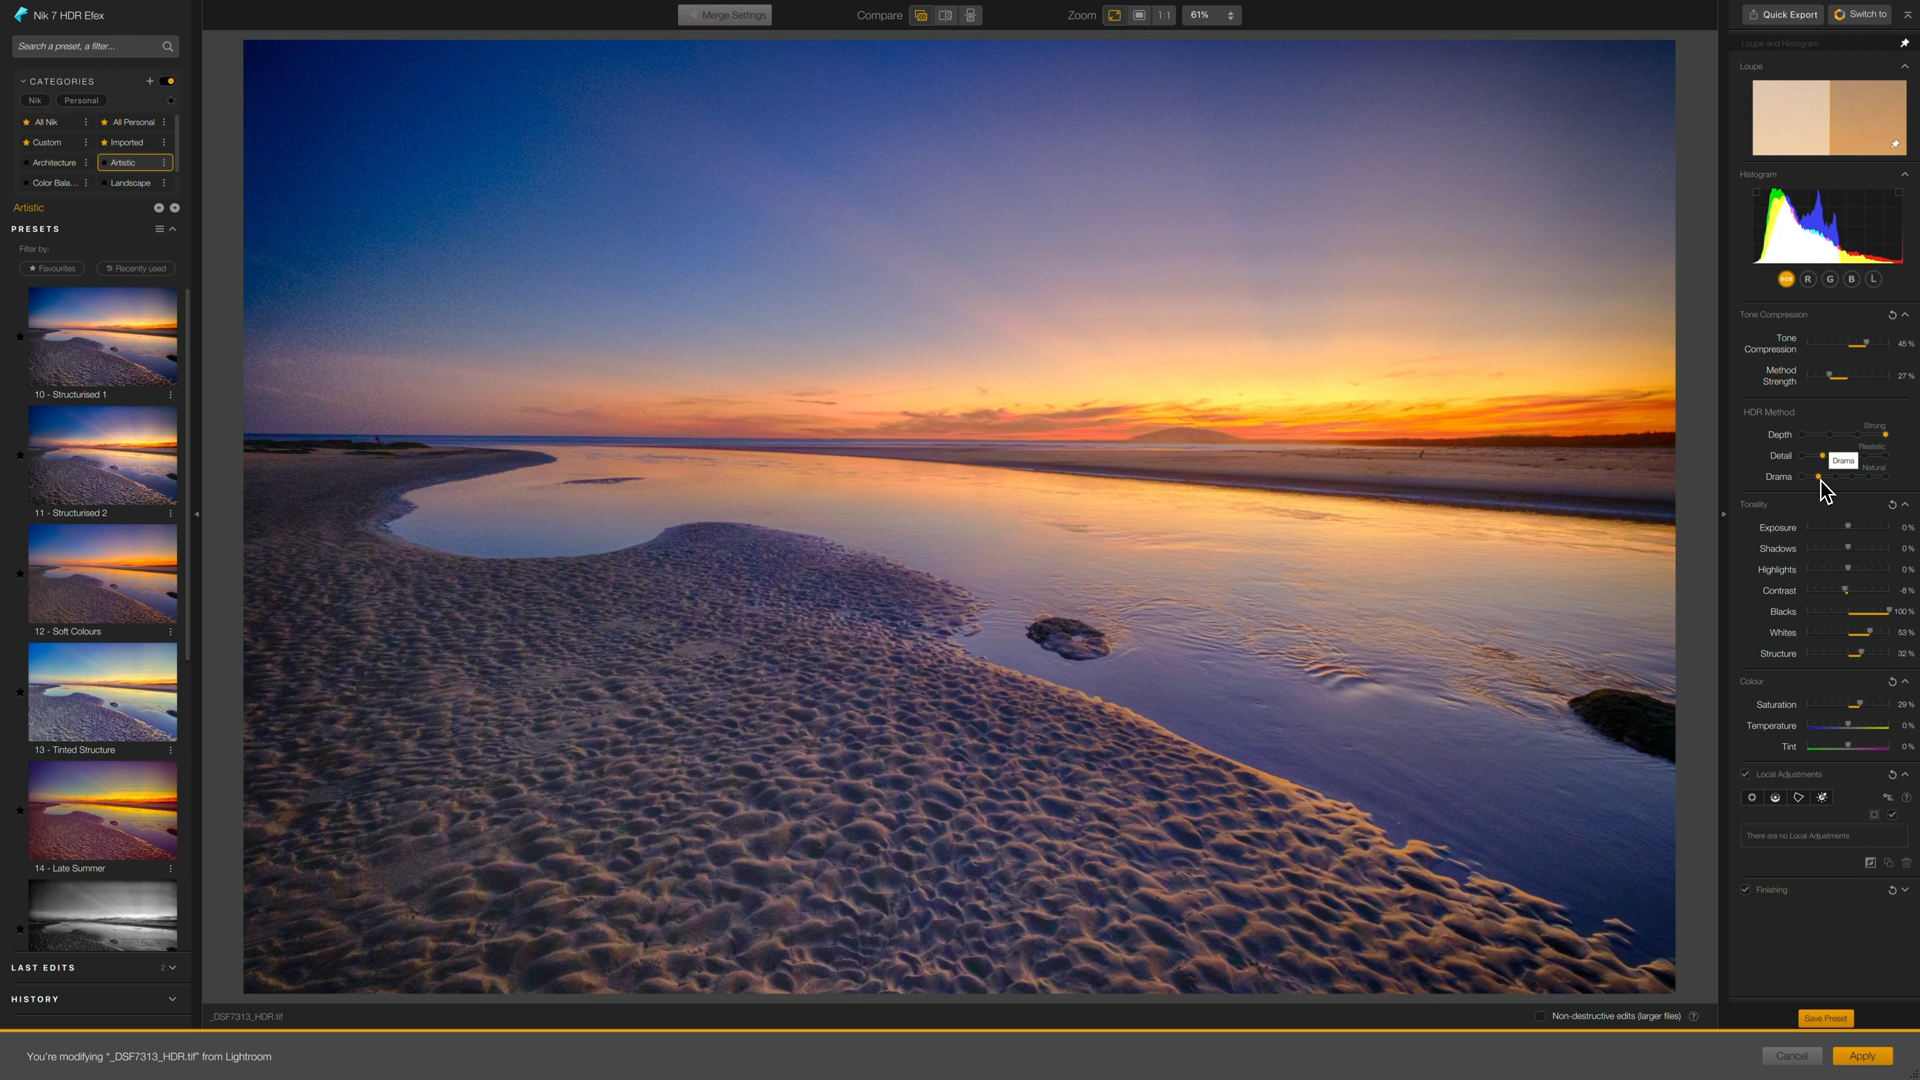 Nik 7 HDR Efex
Merge Settings
Compare
Zoom
1:1
61%
Quick Export
Switch to
Search a preset, a filter...
CATEGORIES
Nik
Personal
All Nik
All Personal
Custom
Imported
Architecture
Artistic
Color Bala...
Landscape
Artistic
PRESETS
Filter by:
Favourites
Recently used
10 - Structurised 1
11 - Structurised 2
12 - Soft Colours
13 - Tinted Structure
14 - Late Summer
LAST EDITS 2
HISTORY
Loupe and Histogram
Loupe
Histogram
RGB R G B L
Tone Compression
Tone Compression 45 %
Method Strength 27 %
HDR Method
Strong
Depth
Realistic
Detail
Drama
Natural
Drama
Tonality
Exposure 0 %
Shadows 0 %
Highlights 0 %
Contrast -8 %
Blacks 100 %
Whites 53 %
Structure 32 %
Colour
Saturation 29 %
Temperature 0 %
Tint 0 %
Local Adjustments
There are no Local Adjustments
Finishing
_DSF7313_HDR.tif
Non-destructive edits (larger files)
Save Preset
You're modifying "_DSF7313_HDR.tif" from Lightroom
Cancel
Apply